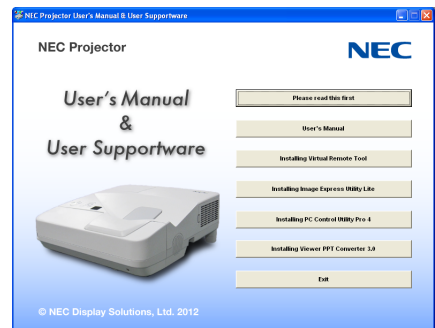 NEC Projector User's Manual & User Supportware
NEC Projector
NEC
User's Manual
&
User Supportware
Please read this first
User's Manual
Installing Virtual Remote Tool
Installing Image Express Utility Lite
Installing PC Control Utility Pro 4
Installing Viewer PPT Converter 3.0
Exit
© NEC Display Solutions, Ltd. 2012